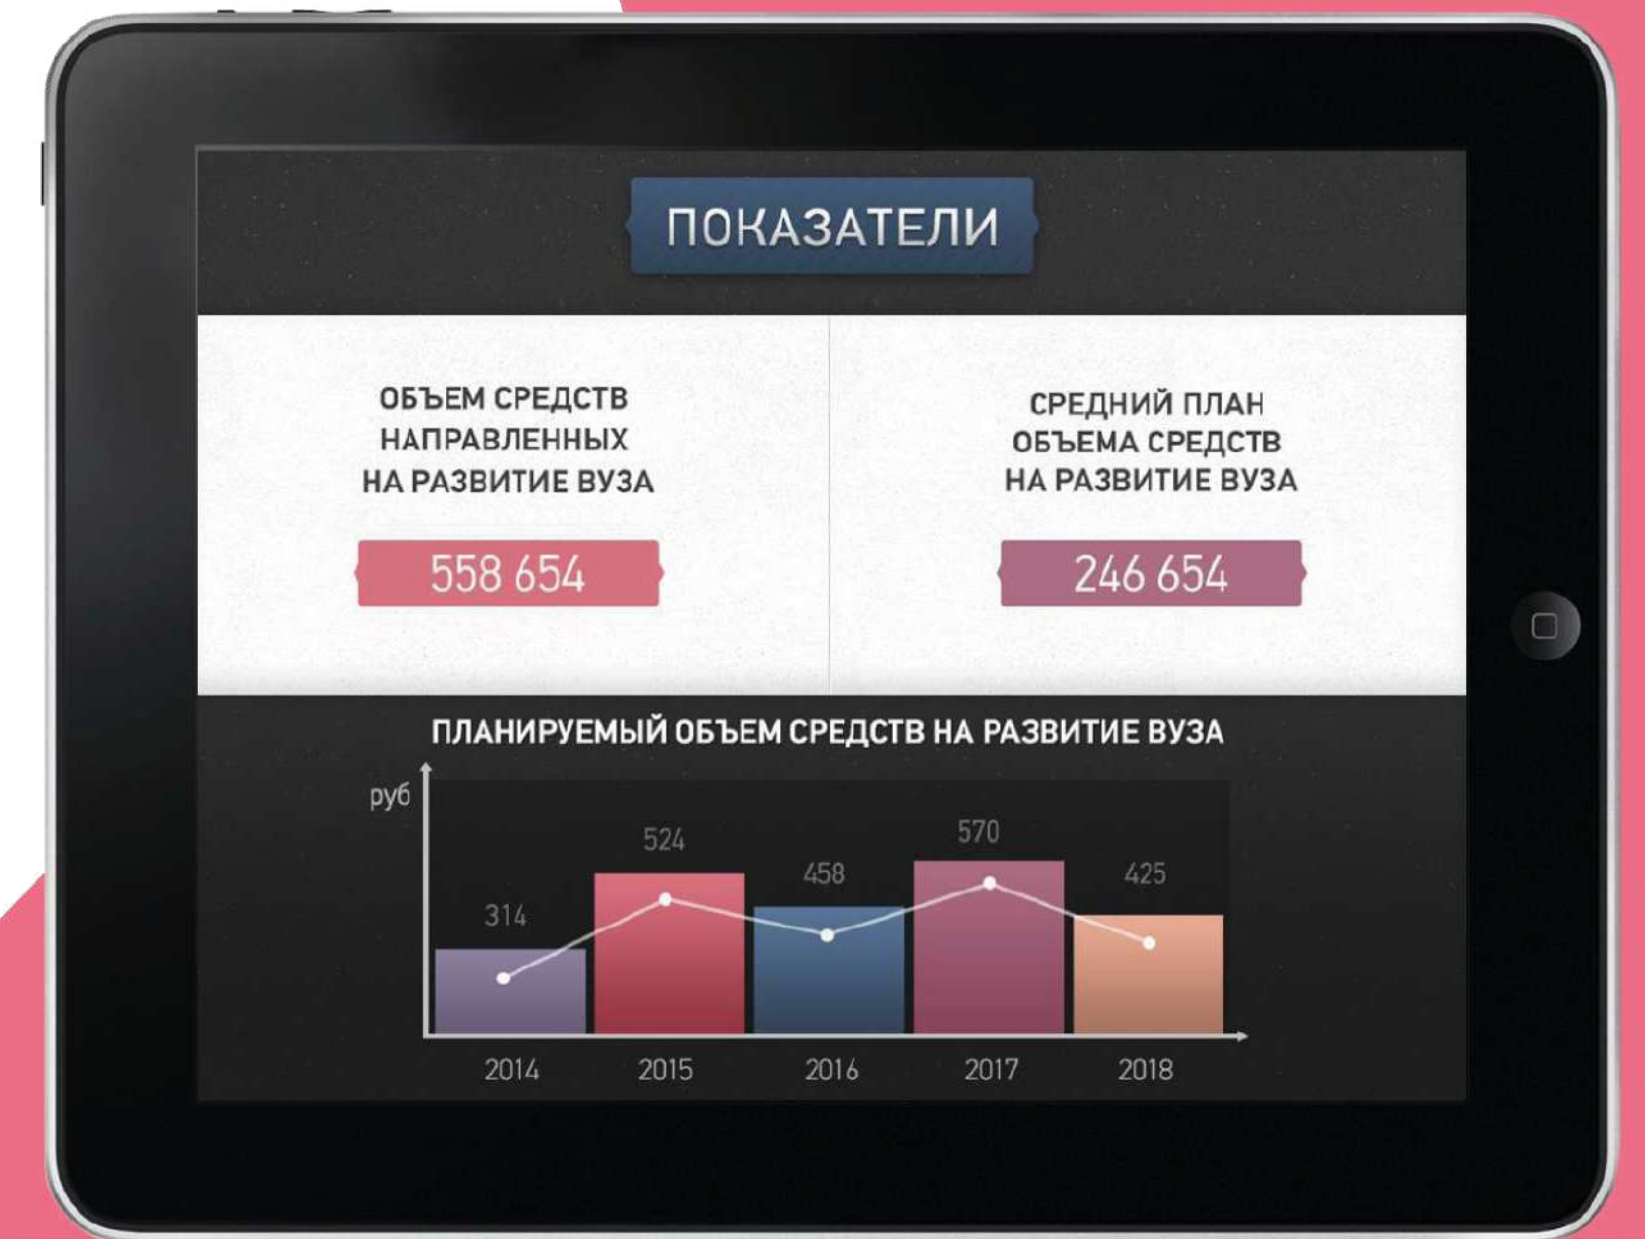 ПОКАЗАТЕЛИ
ОБЪЕМ СРЕДСТВ
НАПРАВЛЕННЫХ
НА РАЗВИТИЕ ВУЗА
558 654
СРЕДНИЙ ПЛАН
ОБЪЕМА СРЕДСТВ
НА РАЗВИТИЕ ВУЗА
246 654
ПЛАНИРУЕМЫЙ ОБЪЕМ СРЕДСТВ НА РАЗВИТИЕ ВУЗА
руб
314
524
458
570
425
2014 2015 2016 2017 2018